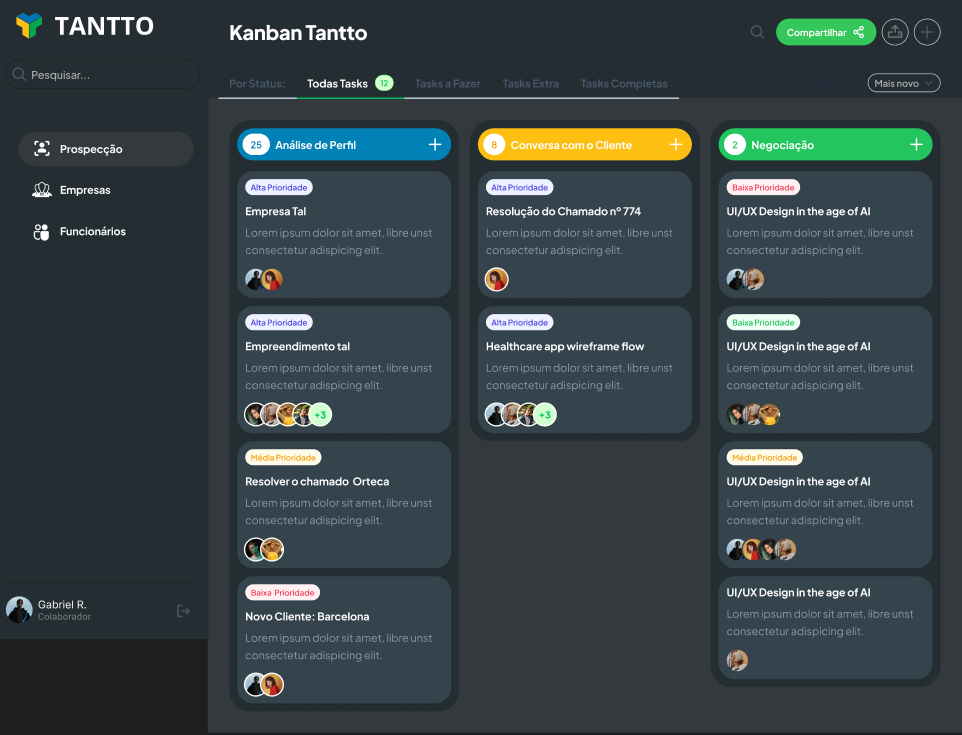 TANTTO
Pesquisar...
Prospecção
Empresas
Funcionários
Gabriel R.
Colaborador
Kanban Tantto
Compartilhar
Por Status:
Todas Tasks 12
Tasks a Fazer
Tasks Extra
Tasks Completas
Mais novo
25 Análise de Perfil
Alta Prioridade
Empresa Tal
Lorem ipsum dolor sit amet, libre unst
consectetur adispicing elit.
Alta Prioridade
Empreendimento tal
Lorem ipsum dolor sit amet, libre unst
consectetur adispicing elit.
+3
Média Prioridade
Resolver o chamado Orteca
Lorem ipsum dolor sit amet, libre unst
consectetur adispicing elit.
Baixa Prioridade
Novo Cliente: Barcelona
Lorem ipsum dolor sit amet, libre unst
consectetur adispicing elit.
8 Conversa com o Cliente
Alta Prioridade
Resolução do Chamado nº 774
Lorem ipsum dolor sit amet, libre unst
consectetur adispicing elit.
Alta Prioridade
Healthcare app wireframe flow
Lorem ipsum dolor sit amet, libre unst
consectetur adispicing elit.
+3
2 Negociação
Baixa Prioridade
UI/UX Design in the age of AI
Lorem ipsum dolor sit amet, libre unst
consectetur adispicing elit.
Baixa Prioridade
UI/UX Design in the age of AI
Lorem ipsum dolor sit amet, libre unst
consectetur adispicing elit.
Média Prioridade
UI/UX Design in the age of AI
Lorem ipsum dolor sit amet, libre unst
consectetur adispicing elit.
UI/UX Design in the age of AI
Lorem ipsum dolor sit amet, libre unst
consectetur adispicing elit.